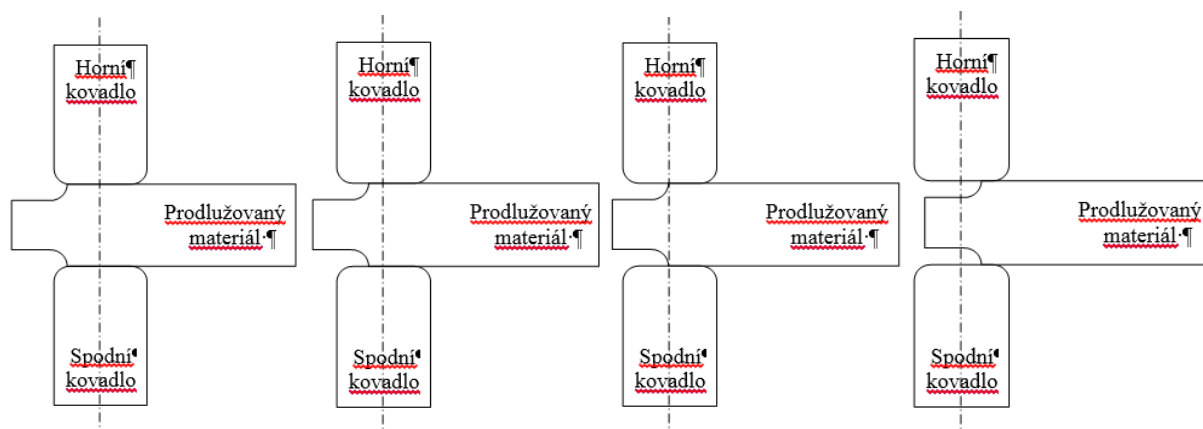 Horní¶
kovadlo
Prodlužovaný
materiál·¶
Spodní¶
kovadlo
Horní¶
kovadlo
Prodlužovaný
materiál·¶
Spodní¶
kovadlo
Horní¶
kovadlo
Prodlužovaný
materiál·¶
Spodní¶
kovadlo
Horní¶
kovadlo
Prodlužovaný
materiál·¶
Spodní¶
kovadlo